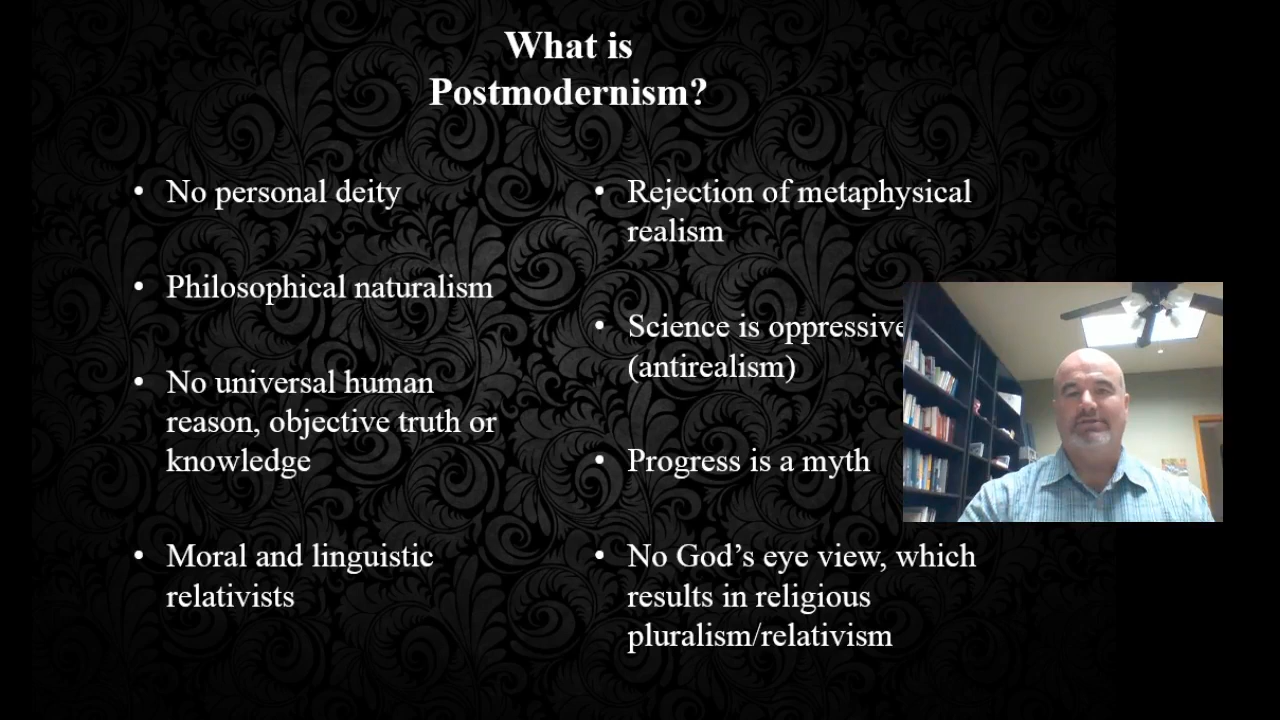 What is
Postmodernism?
• No personal deity
• Philosophical naturalism
• No universal human
reason, objective truth or
knowledge
• Moral and linguistic
relativists
• Rejection of metaphysical
realism
• Science is oppressive
(antirealism)
• Progress is a myth
• No God’s eye view, which
results in religious
pluralism/relativism